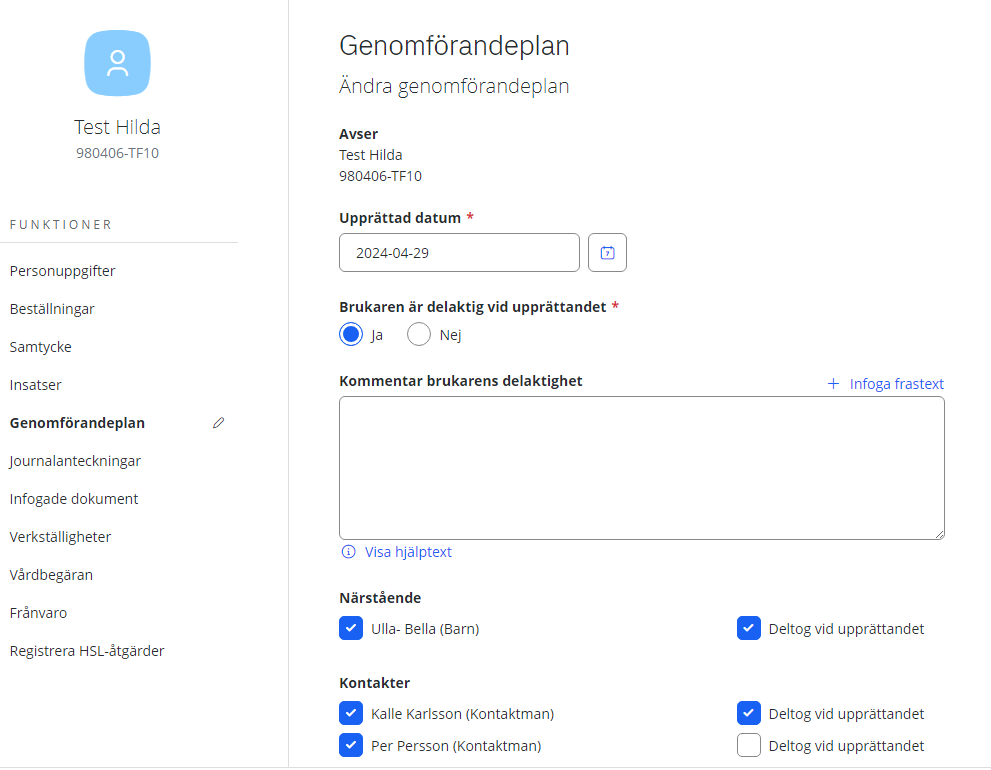 Test Hilda
980406-TF10
FUNKTIONER
Personuppgifter
Beställningar
Samtycke
Insatser
Genomförandeplan
Journalanteckningar
Infogade dokument
Verkställigheter
Vårdbegäran
Frånvaro
Registrera HSL-åtgärder
Genomförandeplan
Ändra genomförandeplan
Avser
Test Hilda
980406-TF10
Upprättad datum *
2024-04-29
7
Brukaren är delaktig vid upprättandet *
Ja Nej
Kommentar brukarens delaktighet + Infoga frastext
Visa hjälptext
Närstående
Ulla- Bella (Barn) Deltog vid upprättandet
Kontakter
Kalle Karlsson (Kontaktman) Deltog vid upprättandet
Per Persson (Kontaktman) Deltog vid upprättandet